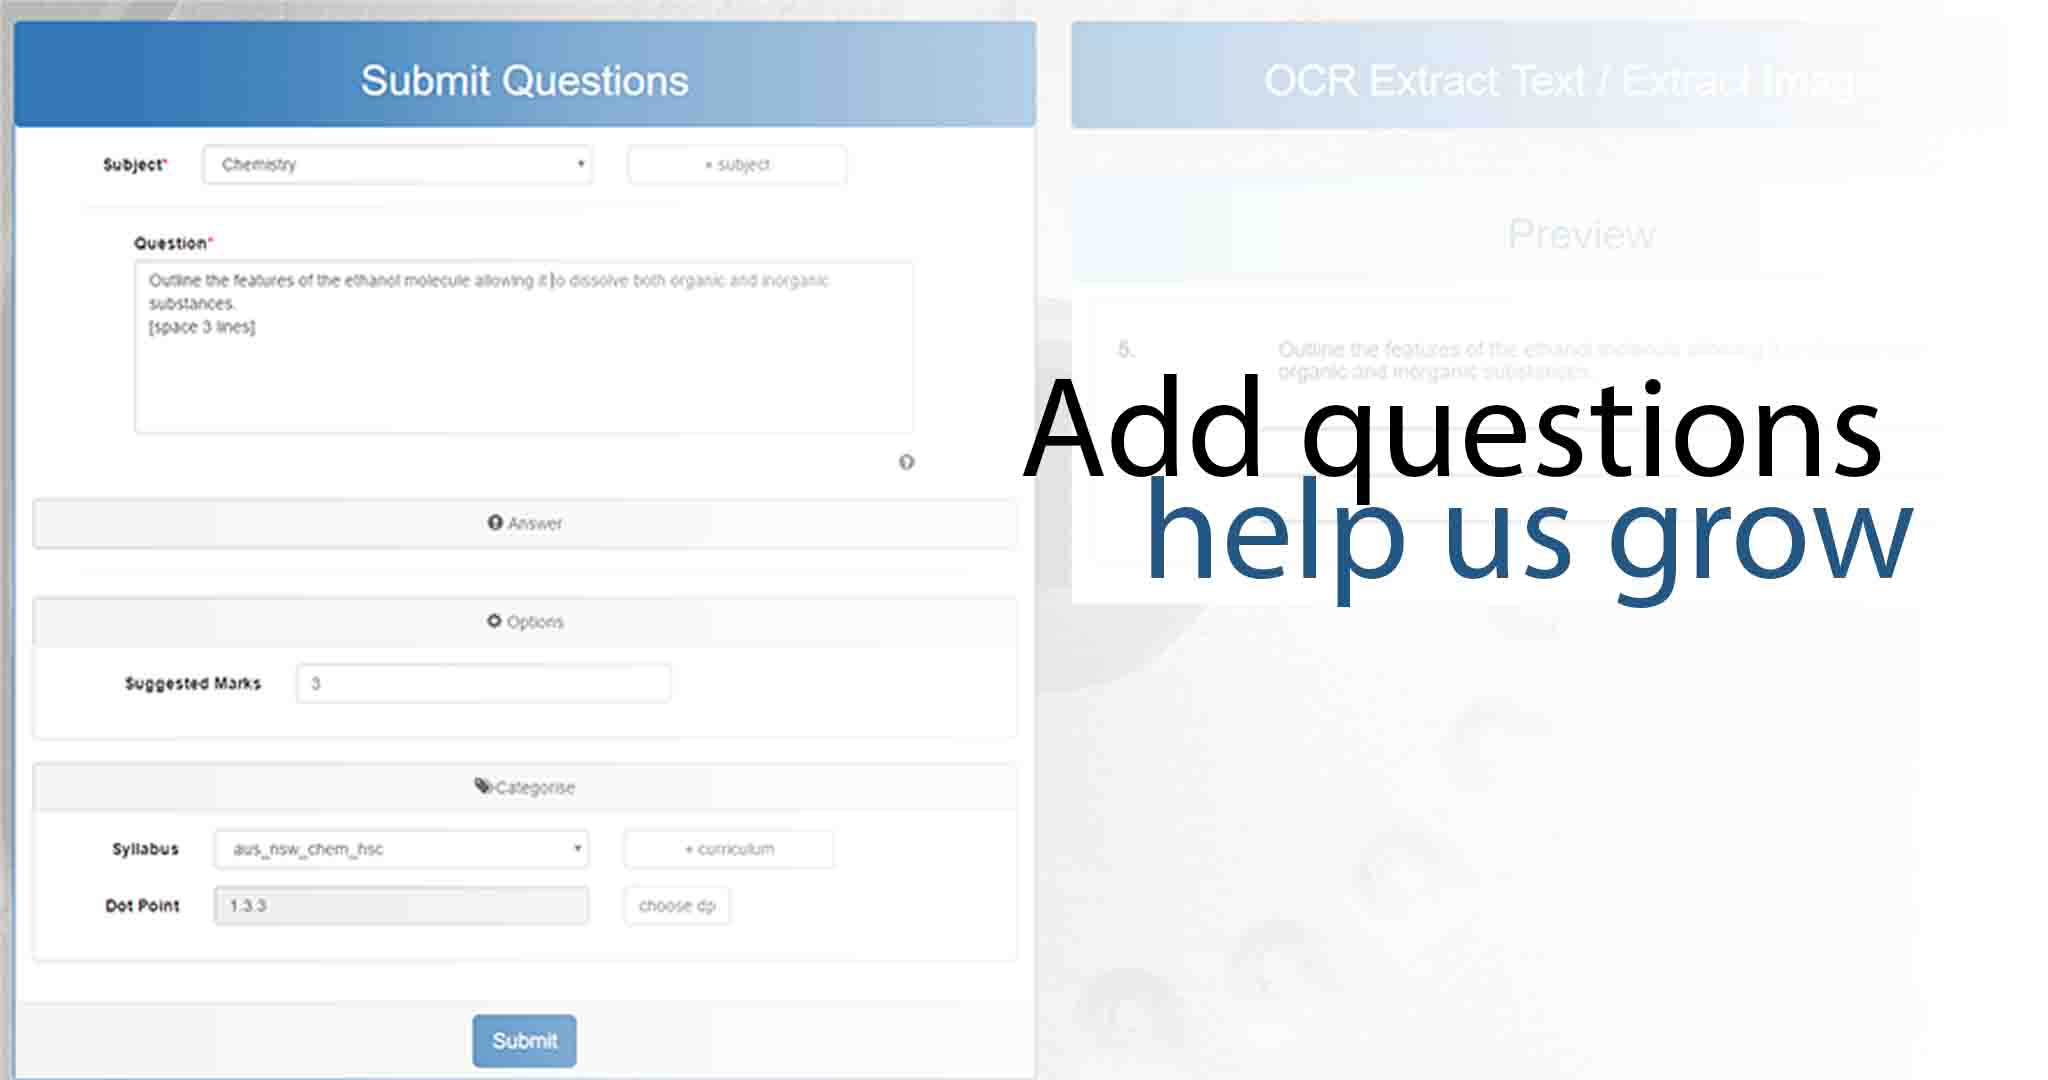 Submit Questions
Subject*
Chemistry
+ subject
Question*
Outline the features of the ethanol molecule allowing it to dissolve both organic and inorganic
substances.
[space 3 lines]
Answer
Options
Suggested Marks
3
Categorise
Syllabus
aus_nsw_chem_hsc
+ curriculum
Dot Point
1.3.3
choose dp
Submit
OCR Extract Text / Extract Imag
Preview
5.
Outline the features of the ethanol molecule allowing
organic and inorganic substances.
Add questions
help us grow